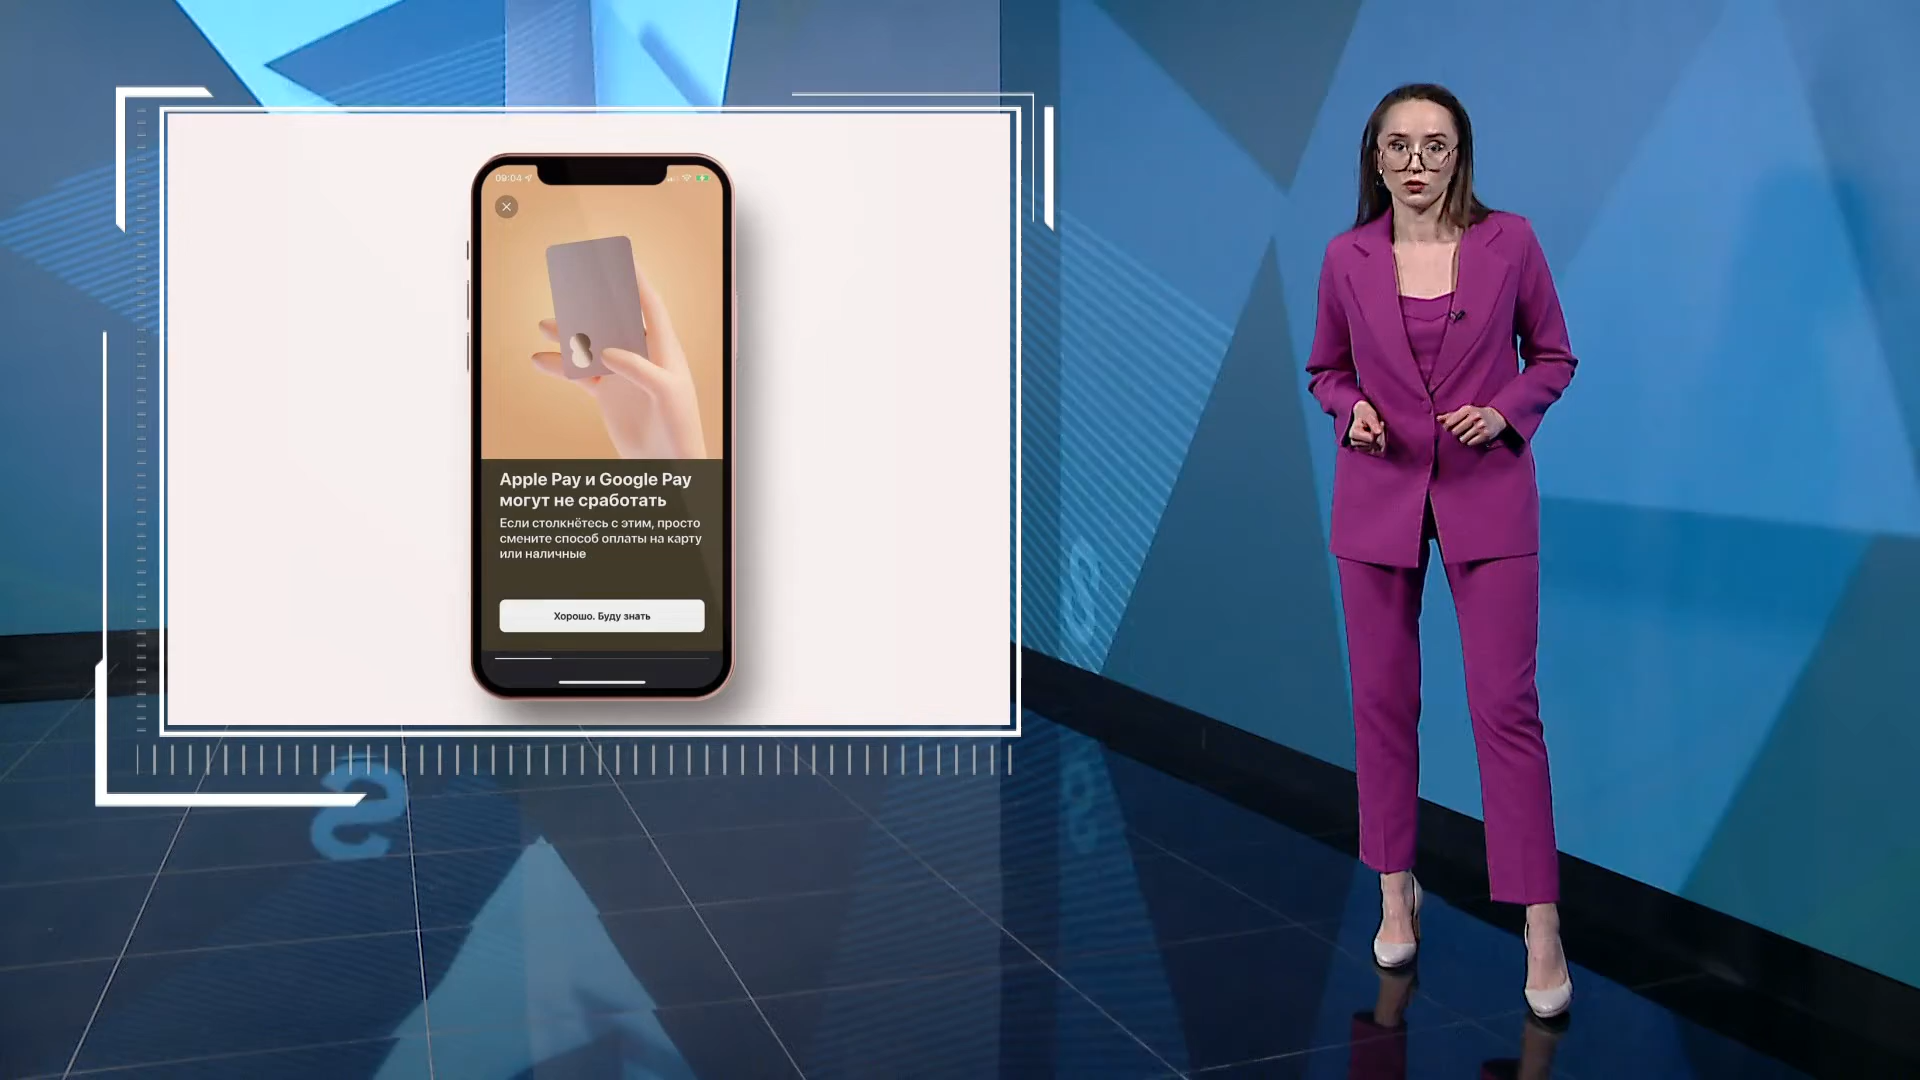 09:04
Apple Pay и Google Pay
могут не сработать
Если столкнётесь с этим, просто
смените способ оплаты на карту
или наличные
Хорошо. Буду знать